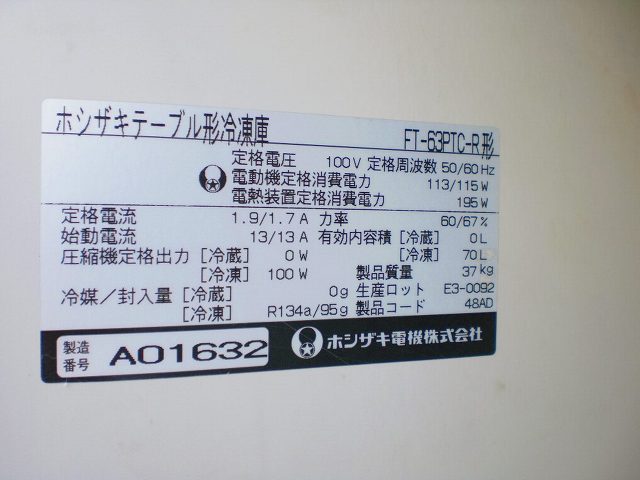 ホシザキテーブル形冷凍庫 FT-63PTC-R形
定格電圧 100V 定格周波数 50/60Hz
電動機定格消費電力 113/115W
電熱装置定格消費電力 195W
定格電流 1.9/1.7A 力率 60/67%
始動電流 13/13A 有効内容積 [冷蔵] 0L
圧縮機定格出力 [冷蔵] 0W [冷凍] 70L
[冷凍] 100W 製品質量 37kg
冷媒/封入量 [冷蔵] 0g 生産ロット E3-0092
[冷凍] R134a/95g 製品コード 48AD
製造番号 A01632 ホシザキ電機株式会社